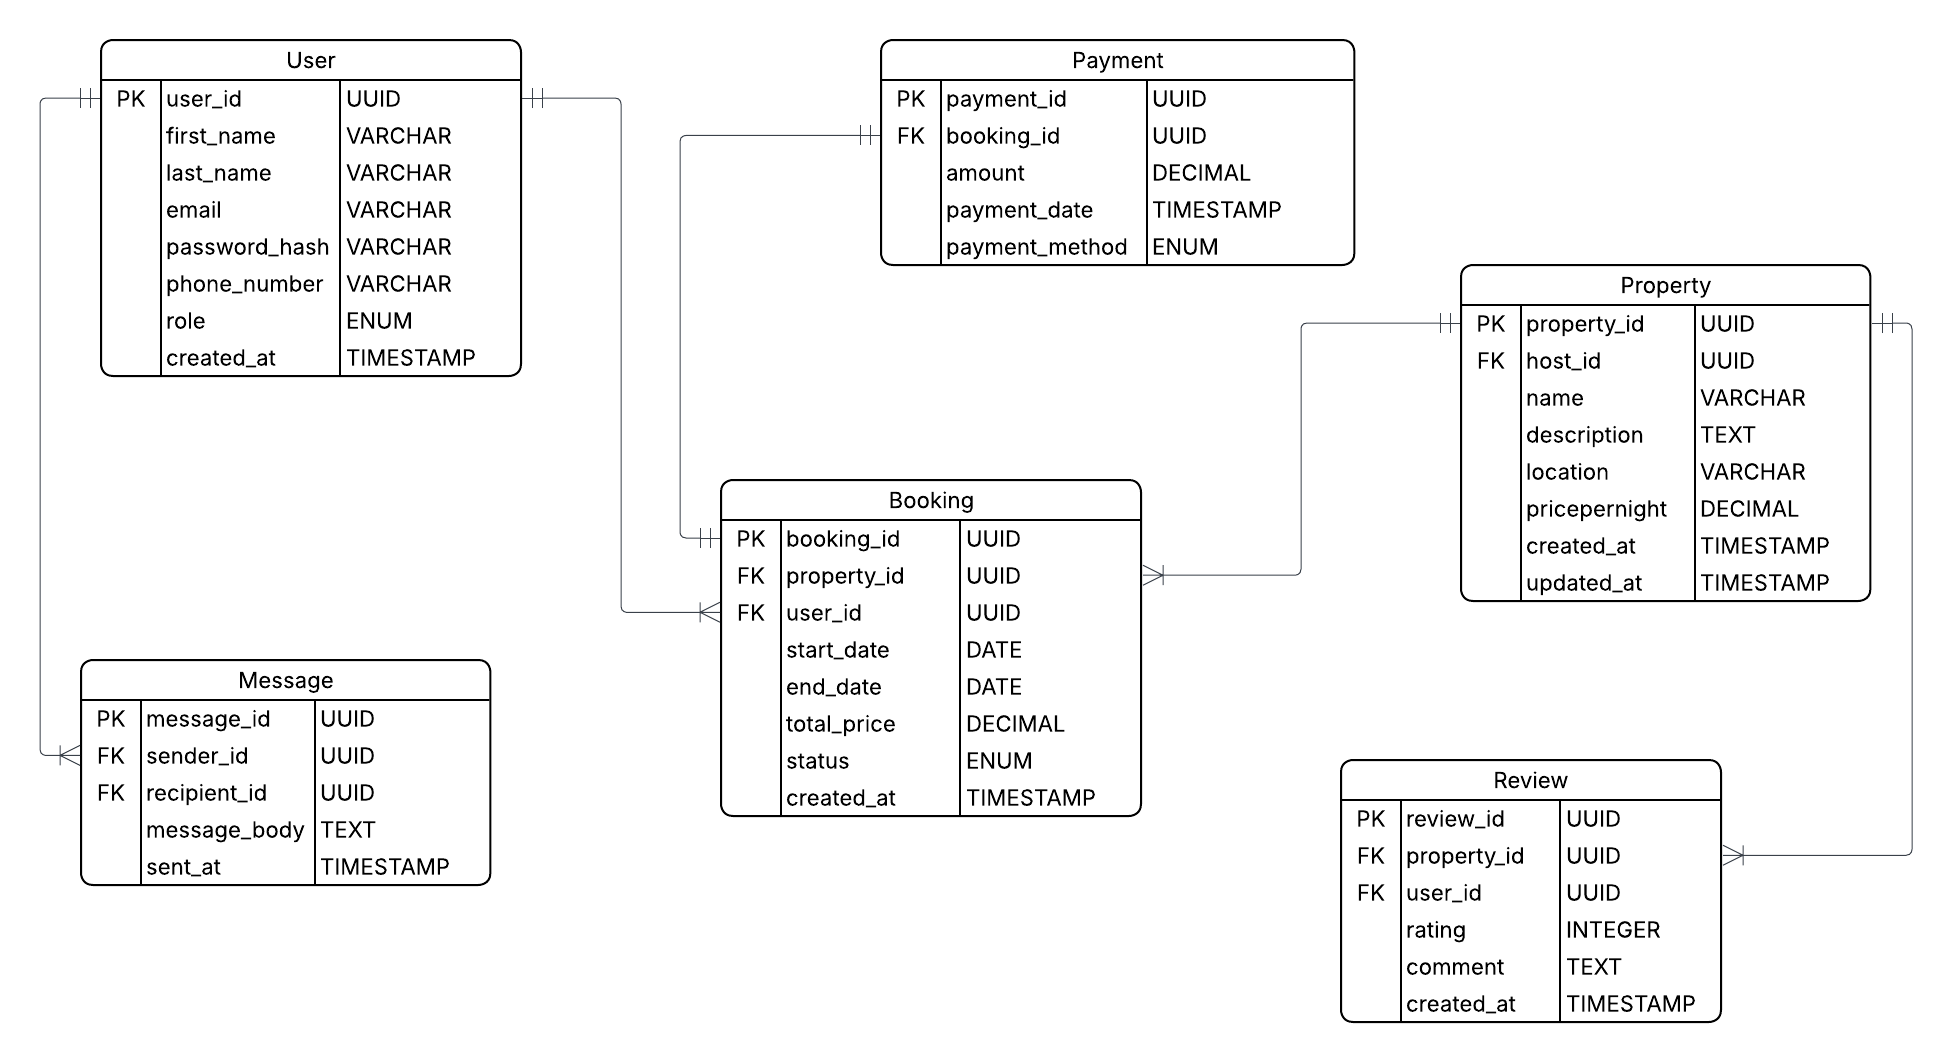 User
PK user_id UUID
first_name VARCHAR
last_name VARCHAR
email VARCHAR
password_hash VARCHAR
phone_number VARCHAR
role ENUM
created_at TIMESTAMP
Payment
PK payment_id UUID
FK booking_id UUID
amount DECIMAL
payment_date TIMESTAMP
payment_method ENUM
Property
PK property_id UUID
FK host_id UUID
name VARCHAR
description TEXT
location VARCHAR
pricepernight DECIMAL
created_at TIMESTAMP
updated_at TIMESTAMP
Booking
PK booking_id UUID
FK property_id UUID
FK user_id UUID
start_date DATE
end_date DATE
total_price DECIMAL
status ENUM
created_at TIMESTAMP
Message
PK message_id UUID
FK sender_id UUID
FK recipient_id UUID
message_body TEXT
sent_at TIMESTAMP
Review
PK review_id UUID
FK property_id UUID
FK user_id UUID
rating INTEGER
comment TEXT
created_at TIMESTAMP